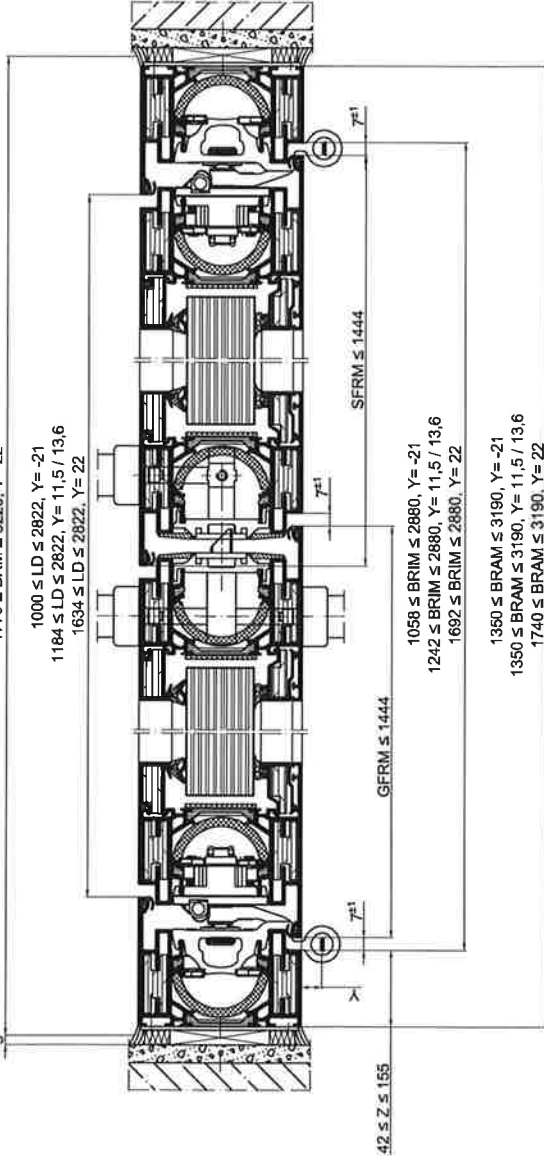 1000 ≤ LD ≤ 2822, Y= -21
1184 ≤ LD ≤ 2822, Y= 11,5 / 13,6
1634 ≤ LD ≤ 2822, Y= 22
7±1
SFRM ≤ 1444
7±1
GFRM ≤ 1444
7±1
Y
42 ≤ Z ≤ 155
1058 ≤ BRIM ≤ 2880, Y= -21
1242 ≤ BRIM ≤ 2880, Y= 11,5 / 13,6
1692 ≤ BRIM ≤ 2880, Y= 22
1350 ≤ BRAM ≤ 3190, Y= -21
1350 ≤ BRAM ≤ 3190, Y= 11,5 / 13,6
1740 ≤ BRAM ≤ 3190, Y= 22